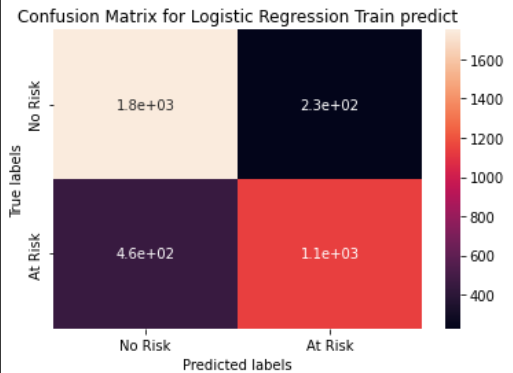 Confusion Matrix for Logistic Regression Train predict
No Risk
At Risk
True labels
1.8e+03
2.3e+02
4.6e+02
1.1e+03
No Risk
At Risk
Predicted labels
1600
1400
1200
1000
800
600
400